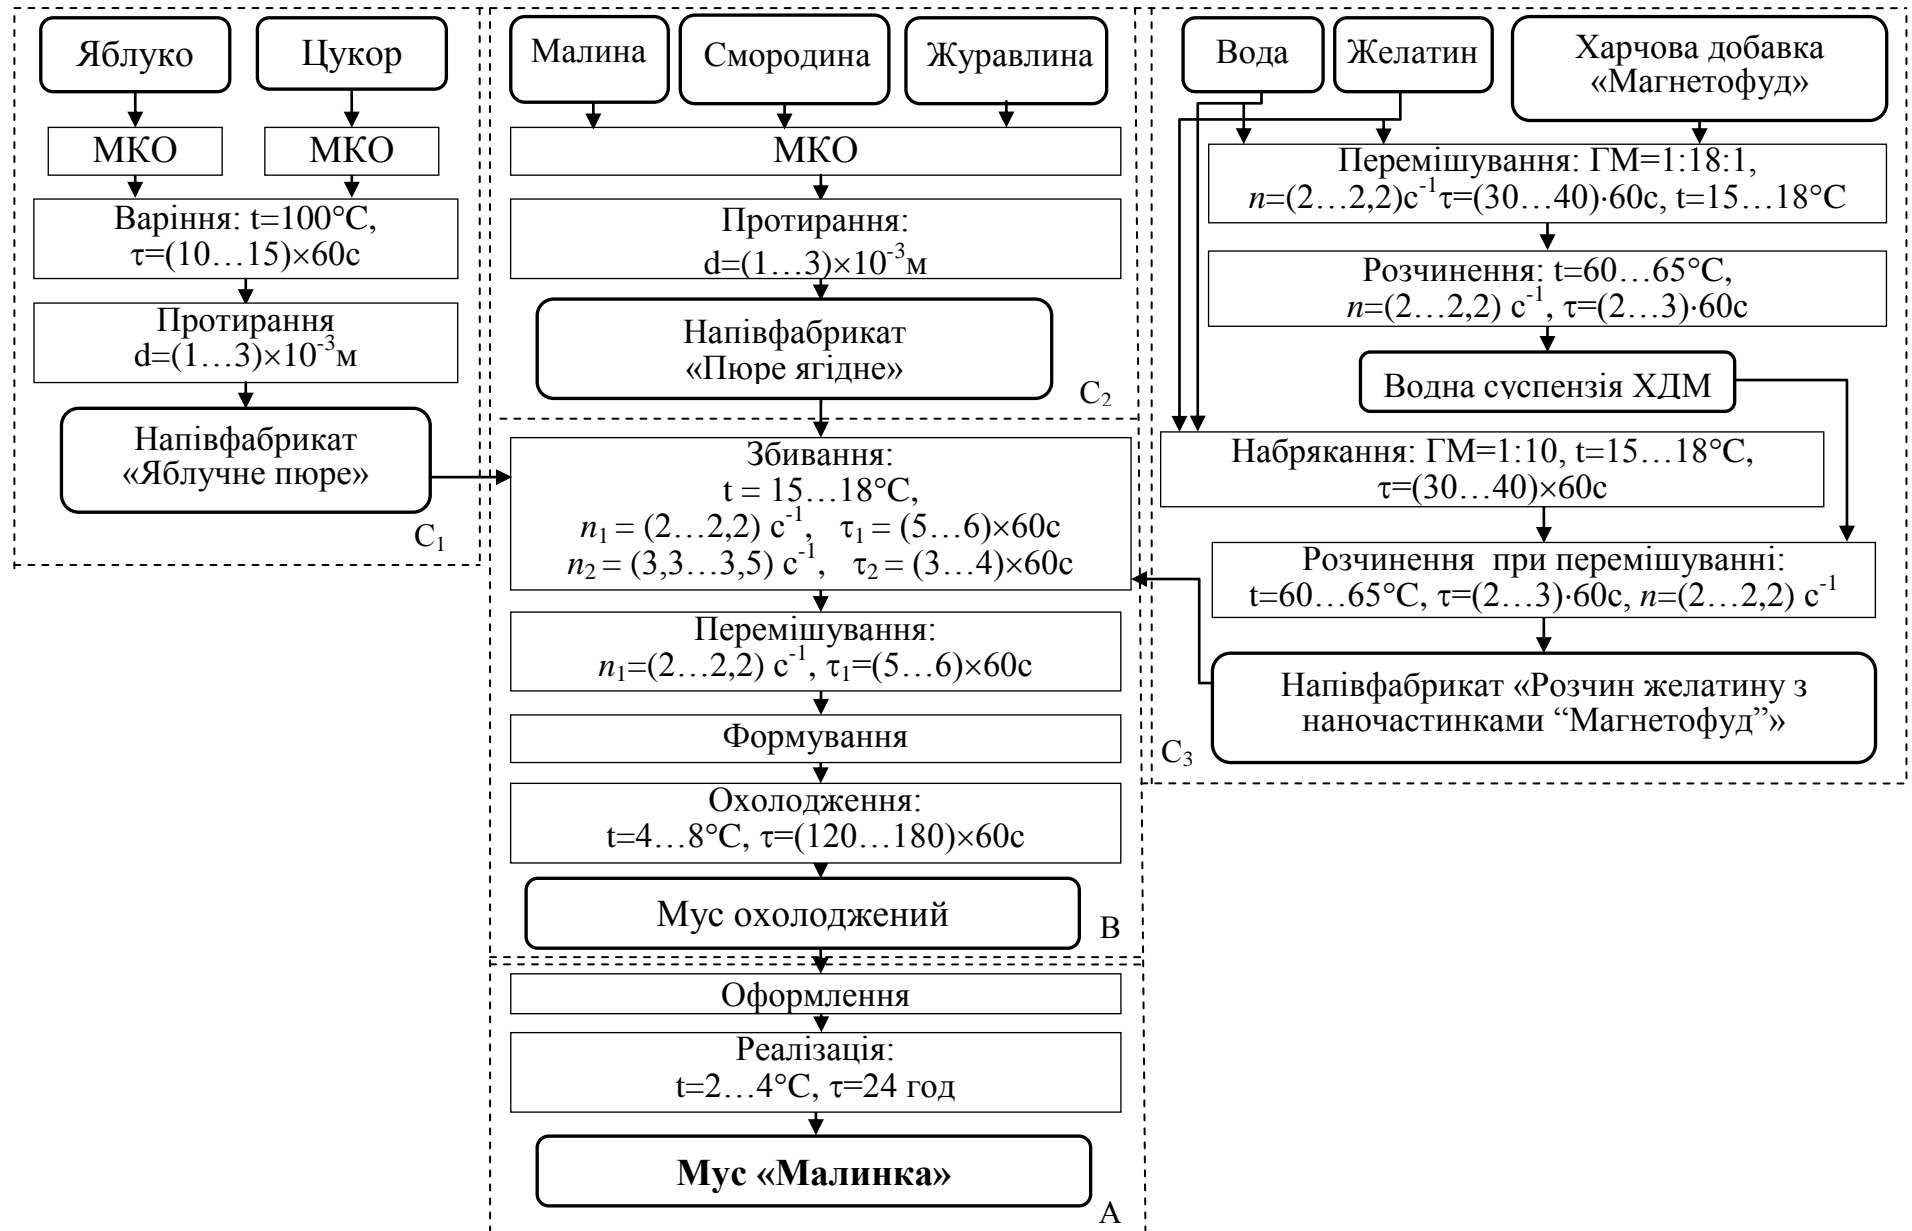 Яблуко
Цукор
МКО
МКО
Варіння: t=100°С,
τ=(10…15)×60с
Протирання
d=(1…3)×10⁻³м
Напівфабрикат
«Яблучне пюре»
С₁
Малина
Смородина
Журавлина
МКО
Протирання:
d=(1…3)×10⁻³м
Напівфабрикат
«Пюре ягідне»
С₂
Вода
Желатин
Харчова добавка
«Магнетофуд»
Перемішування: ГМ=1:18:1,
n=(2…2,2)с⁻¹τ=(30…40)·60с, t=15…18°С
Розчинення: t=60…65°С,
n=(2…2,2) с⁻¹, τ=(2…3)·60с
Водна суспензія ХДМ
Набрякання: ГМ=1:10, t=15…18°С,
τ=(30…40)×60с
Розчинення при перемішуванні:
t=60…65°С, τ=(2…3)·60с, n=(2…2,2) с⁻¹
Напівфабрикат «Розчин желатину з
наночастинками “Магнетофуд”»
С₃
Збивання:
t = 15…18°С,
n₁ = (2…2,2) с⁻¹, τ₁ = (5…6)×60с
n₂ = (3,3…3,5) с⁻¹, τ₂ = (3…4)×60с
Перемішування:
n₁=(2…2,2) с⁻¹, τ₁=(5…6)×60с
Формування
Охолодження:
t=4…8°С, τ=(120…180)×60с
Мус охолоджений
В
Оформлення
Реалізація:
t=2…4°С, τ=24 год
Мус «Малинка»
А